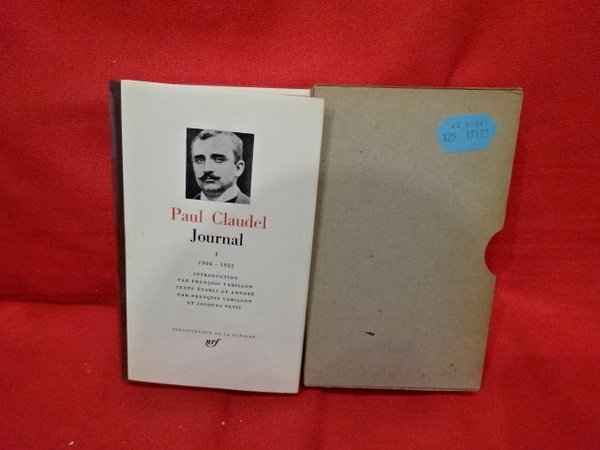 Paul Claudel
Journal
I
1904 - 1932
INTRODUCTION
PAR FRANÇOIS VARILLON
TEXTE ÉTABLI ET ANNOTÉ
PAR FRANÇOIS VARILLON
ET JACQUES PETIT
BIBLIOTHÈQUE DE LA PLÉIADE
nrf
325